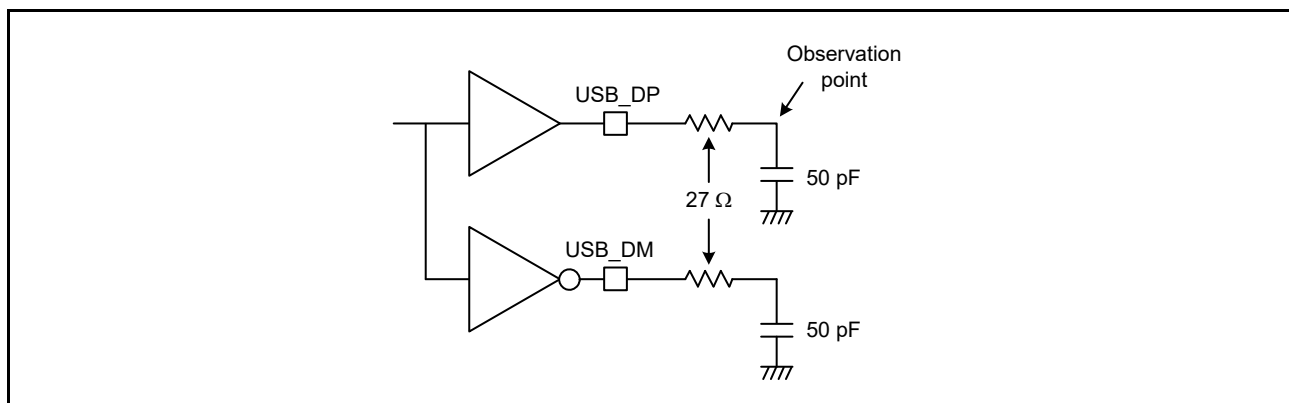 Observation
point
USB_DP
50 pF
27 Ω
USB_DM
50 pF